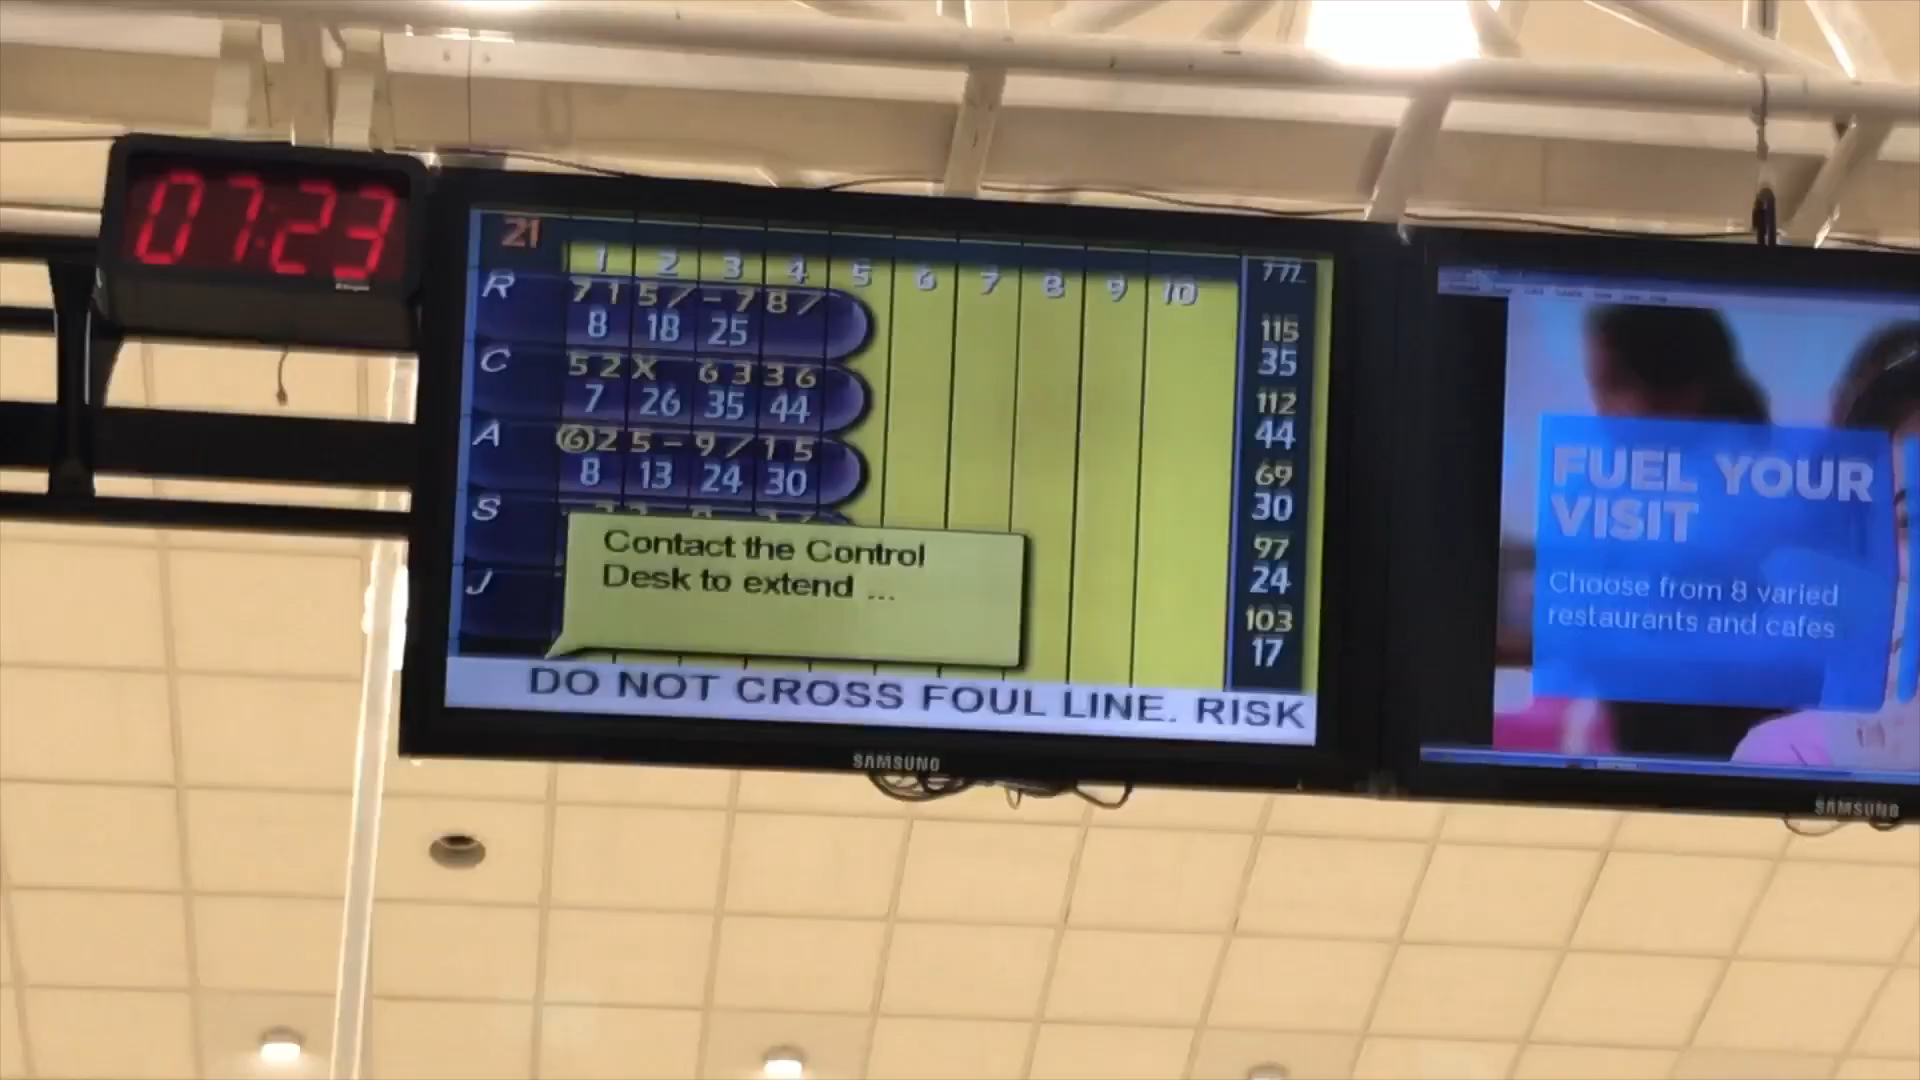 07:23
21
1 2 3 4 5 6 7 8 9 10
R 7 1 5 / - 7 8 / 115
8 18 25 35
C 5 2 X 6 3 3 6 112
7 26 35 44 44
A 6 2 5 - 9 / 1 5 69
8 13 24 30 30
S 97
24
J 103
17
Contact the Control
Desk to extend ...
DO NOT CROSS FOUL LINE. RISK
SAMSUNG
FUEL YOUR
VISIT
Choose from 8 varied
restaurants and cafes
SAMSUNG